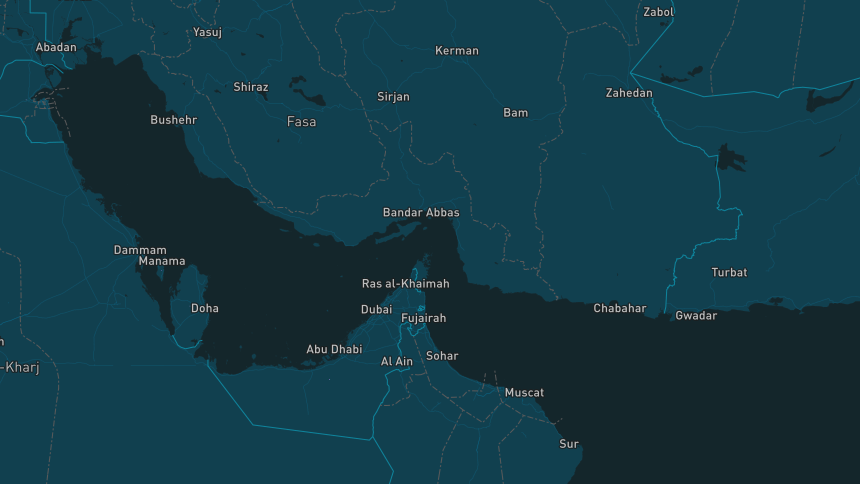 Zabol
Yasuj
Abadan
Kerman
Shiraz
Zahedan
Sirjan
Bam
Bushehr
Fasa
Bandar Abbas
Dammam
Manama
Turbat
Ras al-Khaimah
Doha
Dubai
Chabahar
Gwadar
Fujairah
Abu Dhabi
Sohar
Al Ain
-Kharj
Muscat
Sur